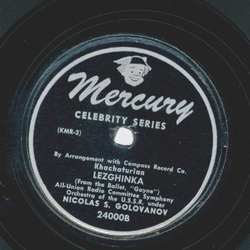 Mercury
CELEBRITY SERIES
(KMR-2)
By Arrangement with Compass Record Co.
Khachaturian
LEZGHINKA
(From the Ballet, "Gayne")
All-Union Radio Committee Symphony
Orchestra of the U.S.S.R. under
NICOLAS S. GOLOVANOV
24000B